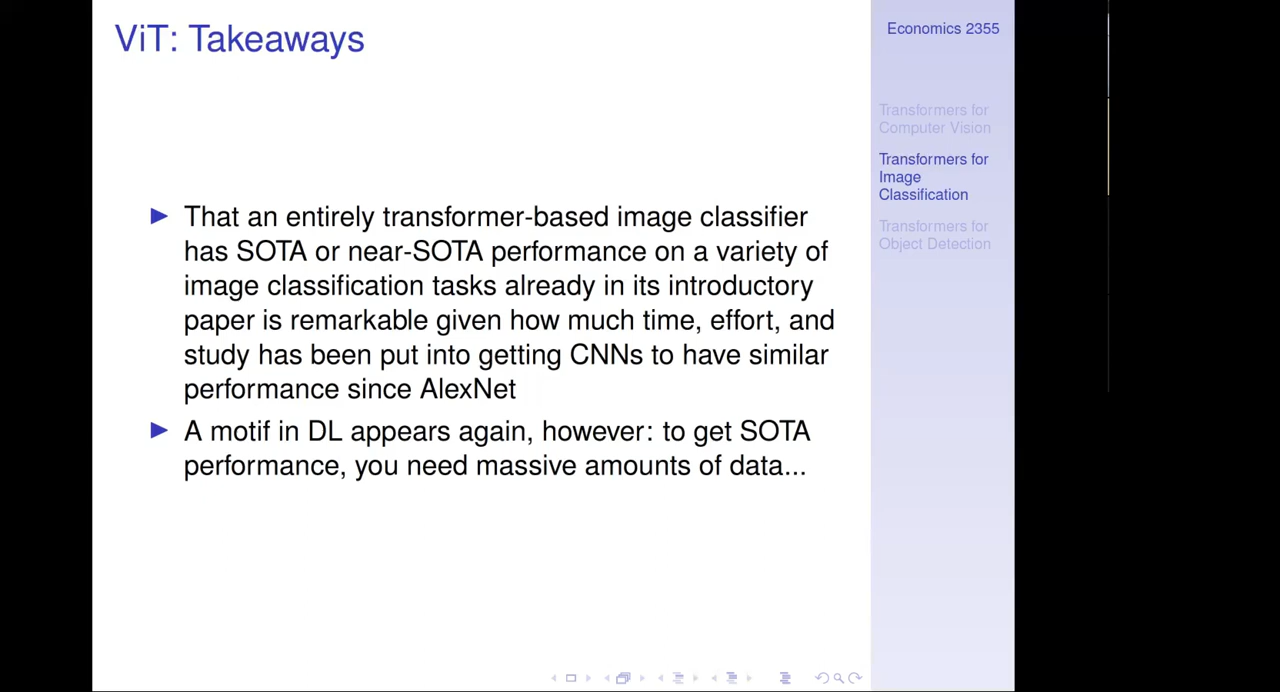 ViT: Takeaways
That an entirely transformer-based image classifier
has SOTA or near-SOTA performance on a variety of
image classification tasks already in its introductory
paper is remarkable given how much time, effort, and
study has been put into getting CNNs to have similar
performance since AlexNet
A motif in DL appears again, however: to get SOTA
performance, you need massive amounts of data...
Economics 2355
Transformers for
Computer Vision
Transformers for
Image
Classification
Transformers for
Object Detection